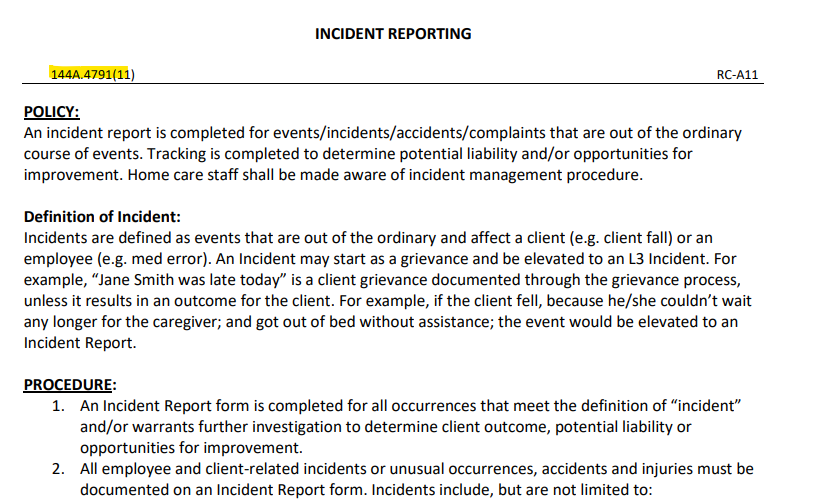 INCIDENT REPORTING
144A.4791(11) RC-A11
POLICY:
An incident report is completed for events/incidents/accidents/complaints that are out of the ordinary
course of events. Tracking is completed to determine potential liability and/or opportunities for
improvement. Home care staff shall be made aware of incident management procedure.
Definition of Incident:
Incidents are defined as events that are out of the ordinary and affect a client (e.g. client fall) or an
employee (e.g. med error). An Incident may start as a grievance and be elevated to an L3 Incident. For
example, “Jane Smith was late today” is a client grievance documented through the grievance process,
unless it results in an outcome for the client. For example, if the client fell, because he/she couldn’t wait
any longer for the caregiver; and got out of bed without assistance; the event would be elevated to an
Incident Report.
PROCEDURE:
1. An Incident Report form is completed for all occurrences that meet the definition of “incident”
and/or warrants further investigation to determine client outcome, potential liability or
opportunities for improvement.
2. All employee and client-related incidents or unusual occurrences, accidents and injuries must be
documented on an Incident Report form. Incidents include, but are not limited to: